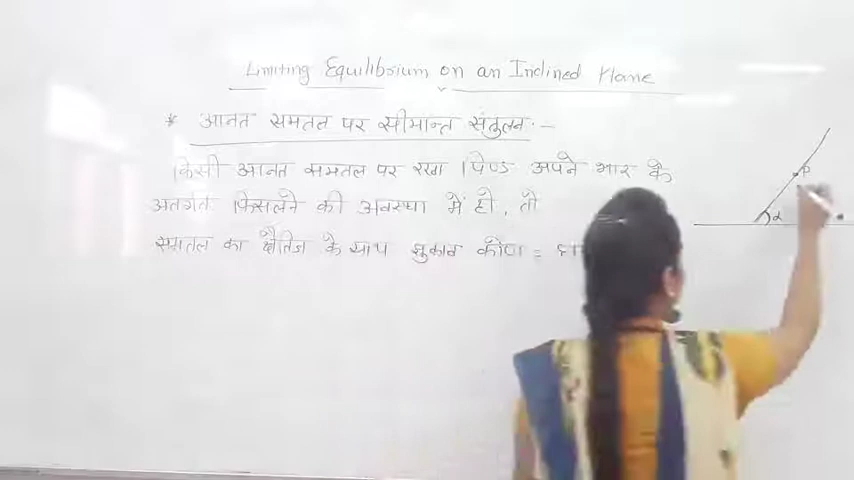 Limiting Equilibrium on an Inclined Plane
* आनत समतल पर सीमान्त संतुलन :-
किसी आनत समतल पर रखा पिण्ड अपने भार के
अतर्गत फिसलने की अवस्था में हो, तो
समतल का क्षैतिज के साथ झुकाव कोण =
P
α